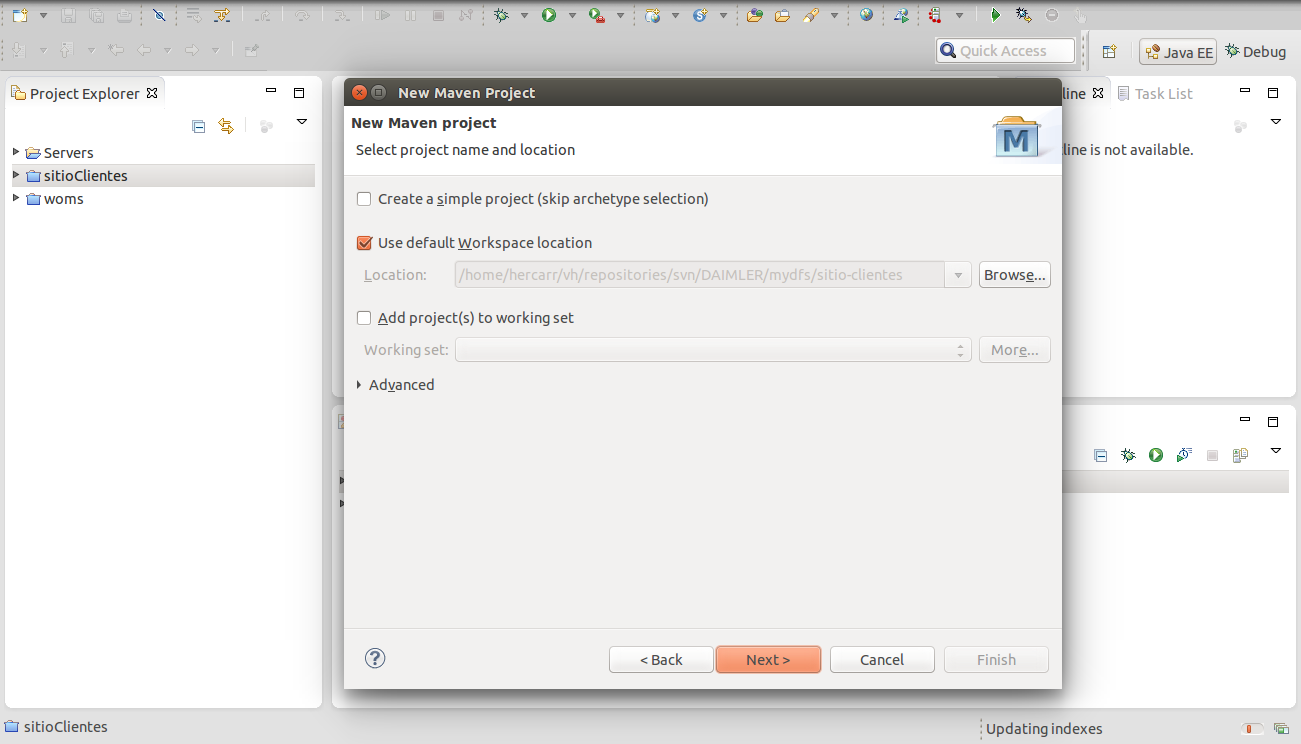 Quick Access
Java EE
Debug
Project Explorer
Servers
sitioClientes
woms
New Maven Project
New Maven project
Select project name and location
M
Create a simple project (skip archetype selection)
Use default Workspace location
Location: /home/hercarr/vh/repositories/svn/DAIMLER/mydfs/sitio-clientes Browse...
Add project(s) to working set
Working set: More...
Advanced
? < Back Next > Cancel Finish
line Task List
line is not available.
sitioClientes
Updating indexes